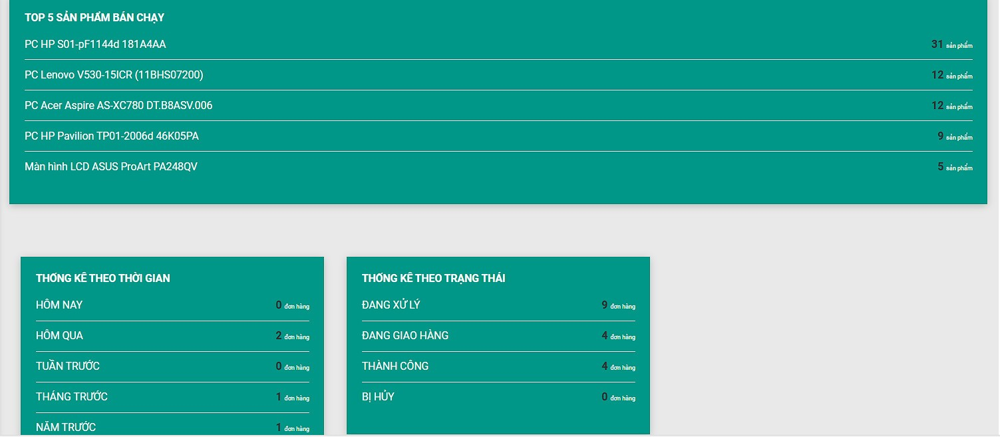 TOP 5 SẢN PHẨM BÁN CHẠY
PC HP S01-pF1144d 181A4AA 31 sản phẩm
PC Lenovo V530-15ICR (11BHS07200) 12 sản phẩm
PC Acer Aspire AS-XC780 DT.B8ASV.006 12 sản phẩm
PC HP Pavilion TP01-2006d 46K05PA 9 sản phẩm
Màn hình LCD ASUS ProArt PA248QV 5 sản phẩm
THỐNG KÊ THEO THỜI GIAN
HÔM NAY 0 đơn hàng
HÔM QUA 2 đơn hàng
TUẦN TRƯỚC 0 đơn hàng
THÁNG TRƯỚC 1 đơn hàng
NĂM TRƯỚC 1 đơn hàng
THỐNG KÊ THEO TRẠNG THÁI
ĐANG XỬ LÝ 9 đơn hàng
ĐANG GIAO HÀNG 4 đơn hàng
THÀNH CÔNG 4 đơn hàng
BỊ HỦY 0 đơn hàng